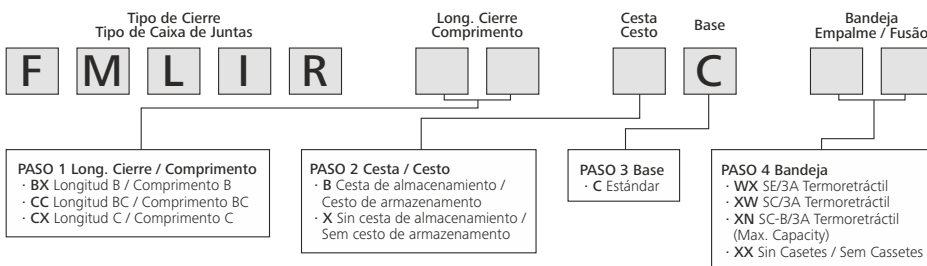 Tipo de Cierre
Tipo de Caixa de Juntas
Long. Cierre
Comprimento
Cesta
Cesto
Base
Bandeja
Empalme / Fusão
F M L I R C
PASO 1 Long. Cierre / Comprimento
· BX Longitud B / Comprimento B
· CC Longitud BC / Comprimento BC
· CX Longitud C / Comprimento C
PASO 2 Cesta / Cesto
· B Cesta de almacenamiento /
Cesto de armazenamento
· X Sin cesta de almacenamiento /
Sem cesto de armazenamento
PASO 3 Base
· C Estándar
PASO 4 Bandeja
· WX SE/3A Termoretráctil
· XW SC/3A Termoretráctil
· XN SC-B/3A Termoretráctil
(Max. Capacity)
· XX Sin Casetes / Sem Cassetes